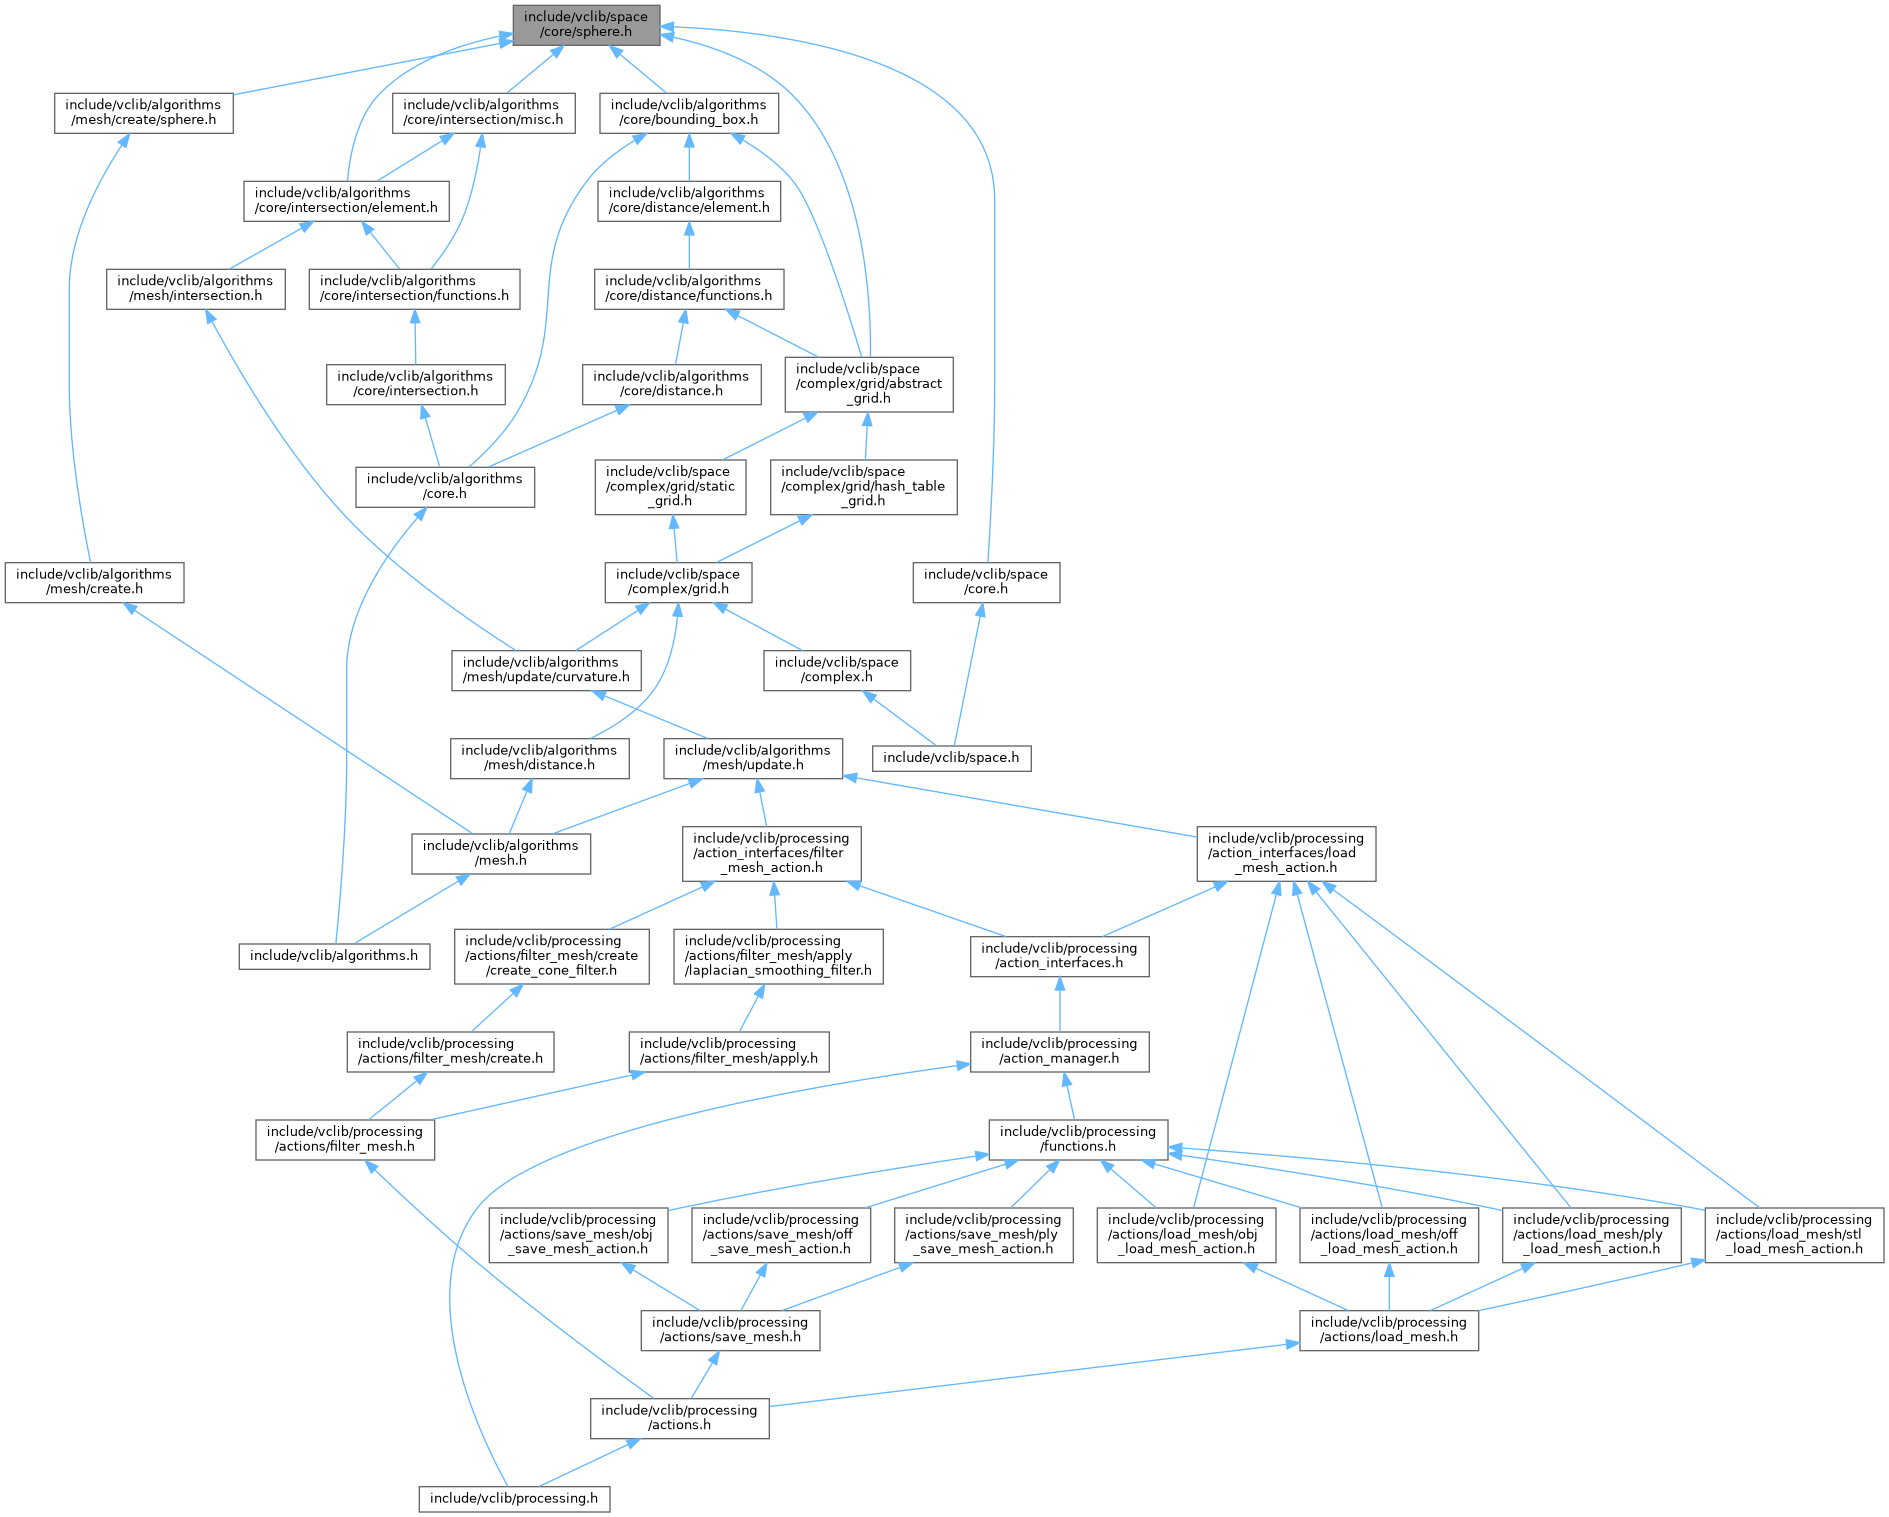 include/vclib/space
/core/sphere.h
include/vclib/algorithms
/mesh/create/sphere.h
include/vclib/algorithms
/core/intersection/misc.h
include/vclib/algorithms
/core/bounding_box.h
include/vclib/algorithms
/core/intersection/element.h
include/vclib/algorithms
/core/distance/element.h
include/vclib/algorithms
/mesh/intersection.h
include/vclib/algorithms
/core/intersection/functions.h
include/vclib/algorithms
/core/distance/functions.h
include/vclib/algorithms
/core/intersection.h
include/vclib/algorithms
/core/distance.h
include/vclib/space
/complex/grid/abstract
_grid.h
include/vclib/algorithms
/core.h
include/vclib/space
/complex/grid/static
_grid.h
include/vclib/space
/complex/grid/hash_table
_grid.h
include/vclib/algorithms
/mesh/create.h
include/vclib/space
/complex/grid.h
include/vclib/space
/core.h
include/vclib/algorithms
/mesh/update/curvature.h
include/vclib/space
/complex.h
include/vclib/algorithms
/mesh/distance.h
include/vclib/algorithms
/mesh/update.h
include/vclib/space.h
include/vclib/algorithms
/mesh.h
include/vclib/processing
/action_interfaces/filter
_mesh_action.h
include/vclib/processing
/action_interfaces/load
_mesh_action.h
include/vclib/algorithms.h
include/vclib/processing
/actions/filter_mesh/create
/create_cone_filter.h
include/vclib/processing
/actions/filter_mesh/apply
/laplacian_smoothing_filter.h
include/vclib/processing
/action_interfaces.h
include/vclib/processing
/actions/filter_mesh/create.h
include/vclib/processing
/actions/filter_mesh/apply.h
include/vclib/processing
/action_manager.h
include/vclib/processing
/actions/filter_mesh.h
include/vclib/processing
/functions.h
include/vclib/processing
/actions/save_mesh/obj
_save_mesh_action.h
include/vclib/processing
/actions/save_mesh/off
_save_mesh_action.h
include/vclib/processing
/actions/save_mesh/ply
_save_mesh_action.h
include/vclib/processing
/actions/load_mesh/obj
_load_mesh_action.h
include/vclib/processing
/actions/load_mesh/off
_load_mesh_action.h
include/vclib/processing
/actions/load_mesh/ply
_load_mesh_action.h
include/vclib/processing
/actions/load_mesh/stl
_load_mesh_action.h
include/vclib/processing
/actions/save_mesh.h
include/vclib/processing
/actions/load_mesh.h
include/vclib/processing
/actions.h
include/vclib/processing.h